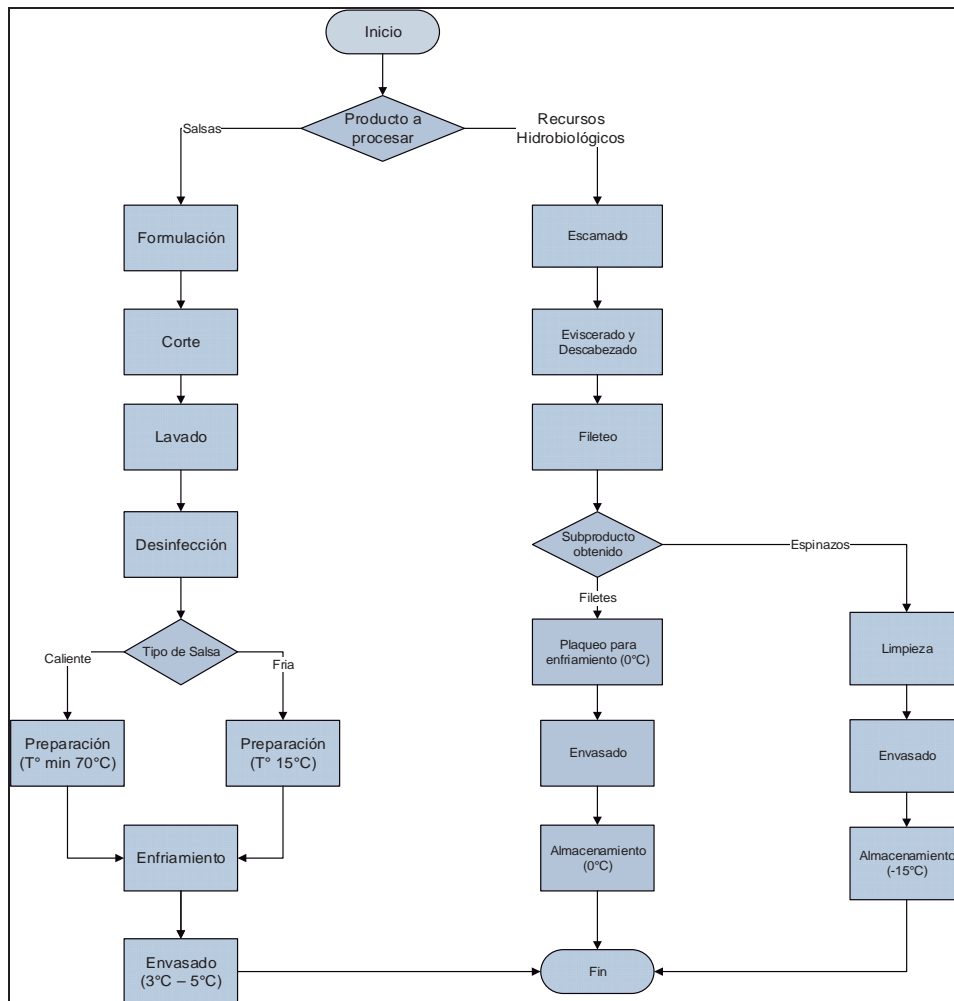 Inicio
Producto a
procesar
Salsas
Recursos
Hidrobiológicos
Formulación
Corte
Lavado
Desinfección
Tipo de Salsa
Caliente
Fria
Preparación
(T° min 70°C)
Preparación
(T° 15°C)
Enfriamiento
Envasado
(3°C – 5°C)
Escamado
Eviscerado y
Descabezado
Fileteo
Subproducto
obtenido
Espinazos
Filetes
Plaqueo para
enfriamiento (0°C)
Envasado
Almacenamiento
(0°C)
Limpieza
Envasado
Almacenamiento
(-15°C)
Fin